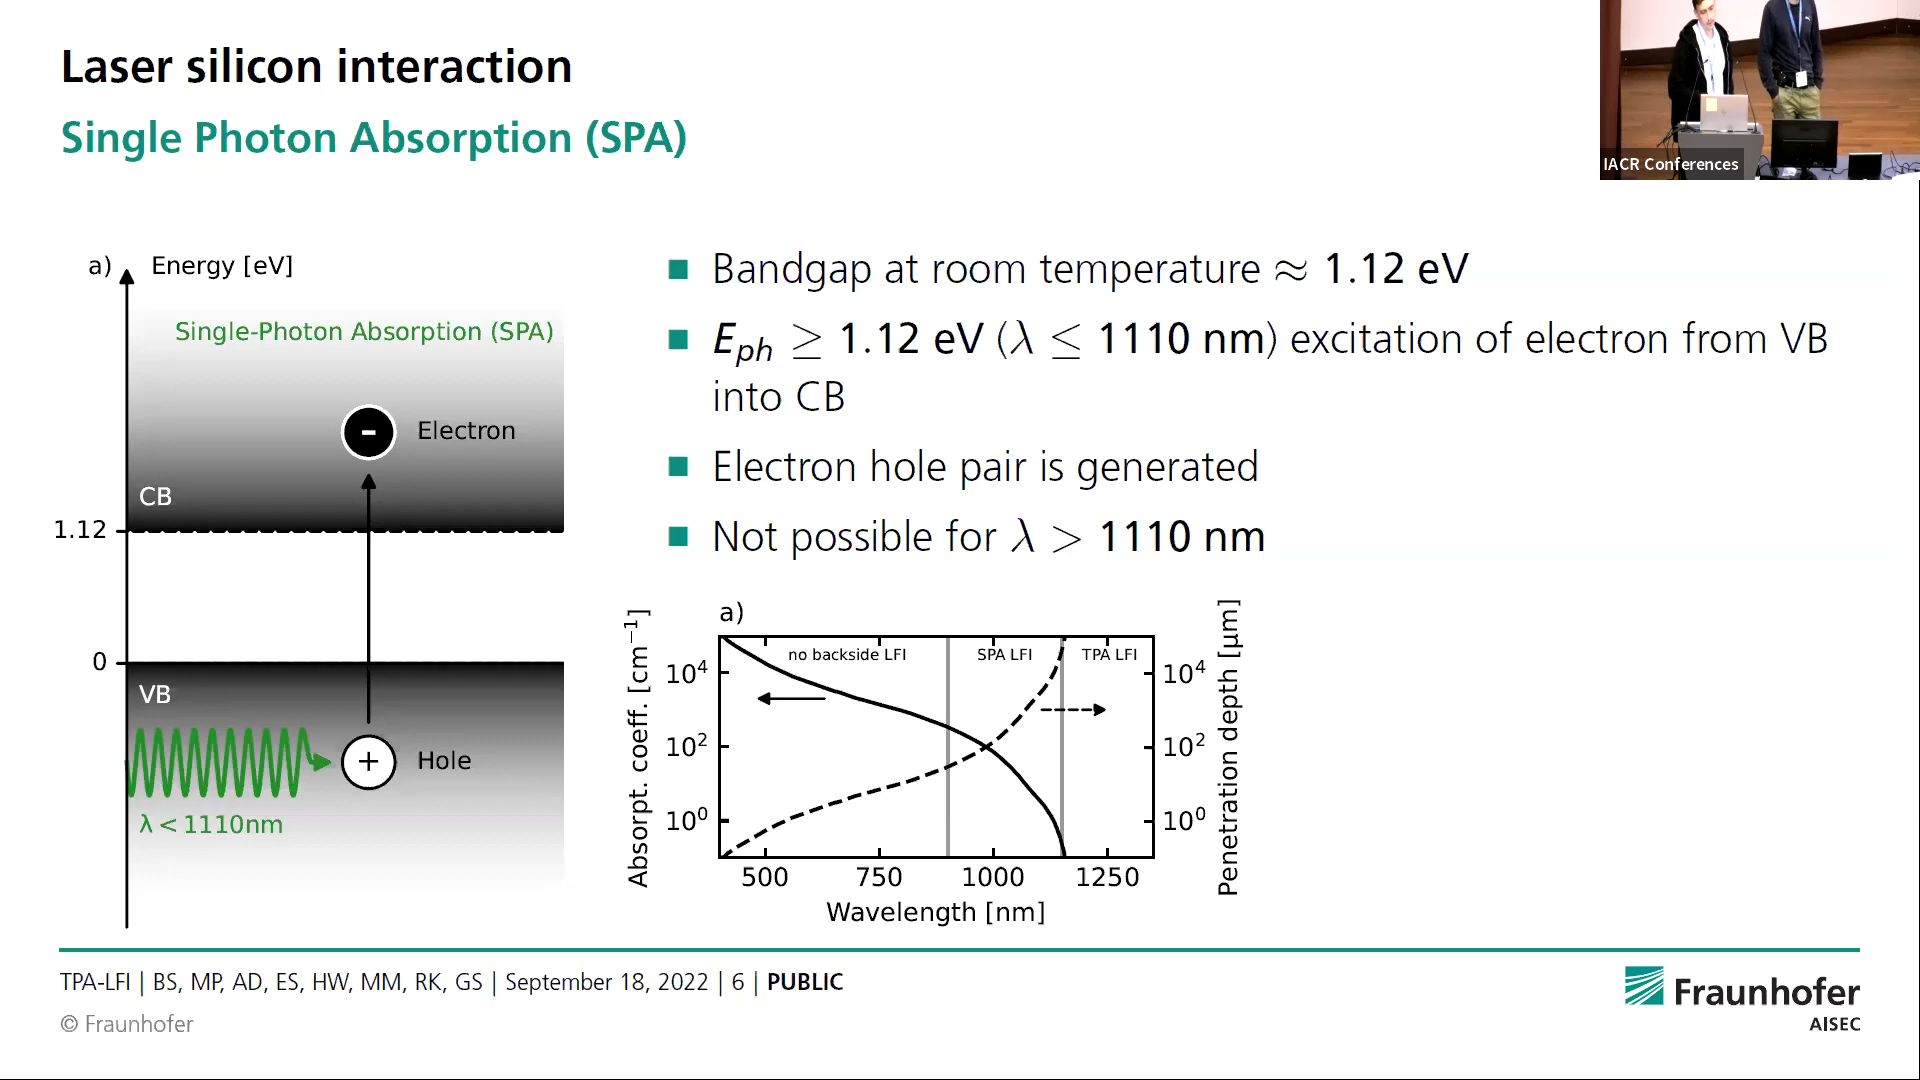 Laser silicon interaction
Single Photon Absorption (SPA)
IACR Conferences
a) Energy [eV]
Single-Photon Absorption (SPA)
- Electron
CB
1.12
0
VB
+ Hole
λ < 1110nm
Bandgap at room temperature ≈ 1.12 eV
E_ph ≥ 1.12 eV (λ ≤ 1110 nm) excitation of electron from VB
into CB
Electron hole pair is generated
Not possible for λ > 1110 nm
a)
Absorpt. coeff. [cm⁻¹]
10⁴
10²
10⁰
no backside LFI SPA LFI TPA LFI
10⁴
10²
10⁰
Penetration depth [µm]
500 750 1000 1250
Wavelength [nm]
TPA-LFI | BS, MP, AD, ES, HW, MM, RK, GS | September 18, 2022 | 6 | PUBLIC
© Fraunhofer
Fraunhofer
AISEC